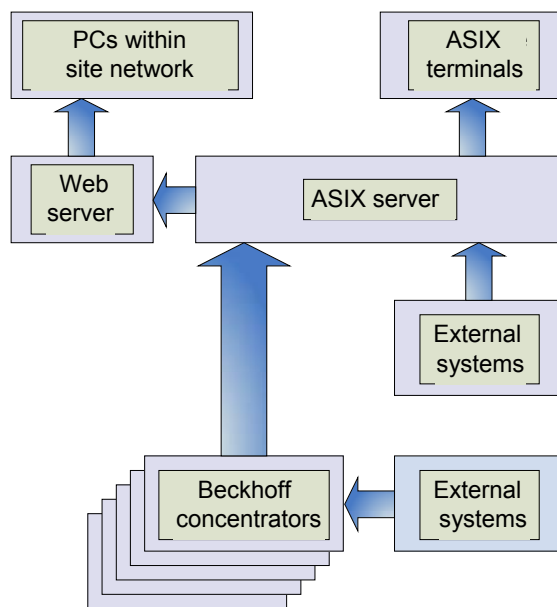 PCs within
site network
ASIX
terminals
Web
server
ASIX server
External
systems
Beckhoff
concentrators
External
systems